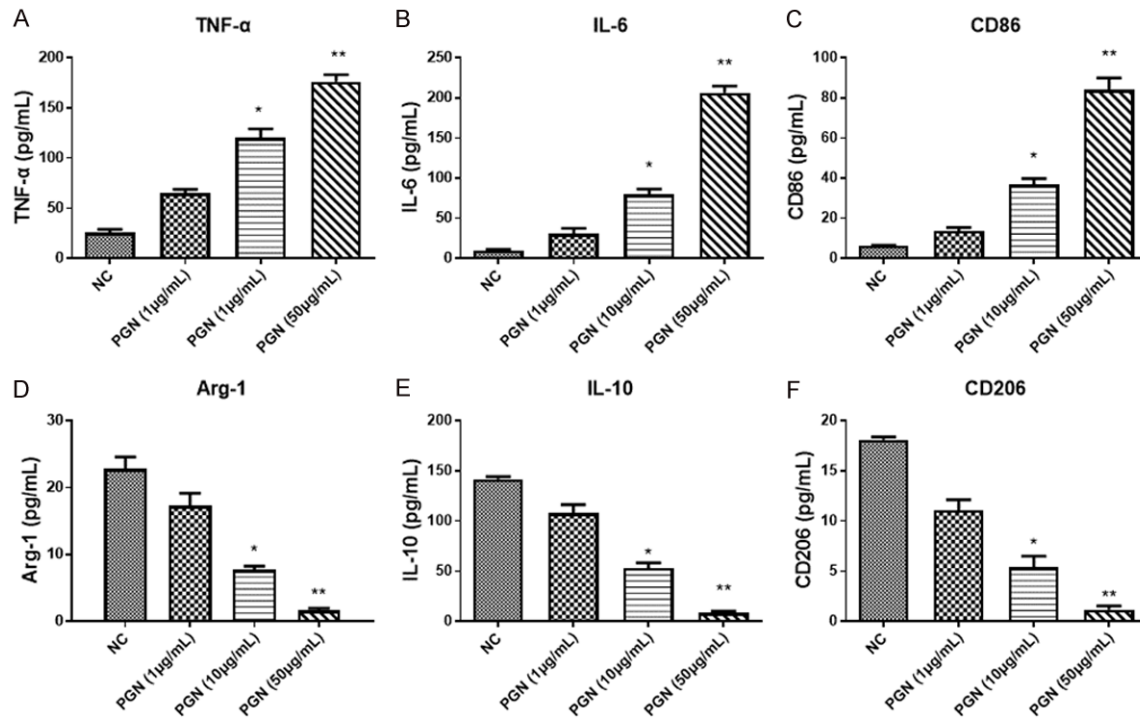 A
TNF-α
TNF-α (pg/mL)
200
150
100
50
0
*
**
NC
PGN (1μg/mL)
PGN (1μg/mL)
PGN (50μg/mL)
B
IL-6
IL-6 (pg/mL)
250
200
150
100
50
0
*
**
NC
PGN (1μg/mL)
PGN (10μg/mL)
PGN (50μg/mL)
C
CD86
CD86 (pg/mL)
100
80
60
40
20
0
*
**
NC
PGN (1μg/mL)
PGN (10μg/mL)
PGN (50μg/mL)
D
Arg-1
Arg-1 (pg/mL)
30
20
10
0
*
**
NC
PGN (1μg/mL)
PGN (10μg/mL)
PGN (50μg/mL)
E
IL-10
IL-10 (pg/mL)
200
150
100
50
0
*
**
NC
PGN (1μg/mL)
PGN (10μg/mL)
PGN (50μg/mL)
F
CD206
CD206 (pg/mL)
20
15
10
5
0
*
**
NC
PGN (1μg/mL)
PGN (10μg/mL)
PGN (50μg/mL)